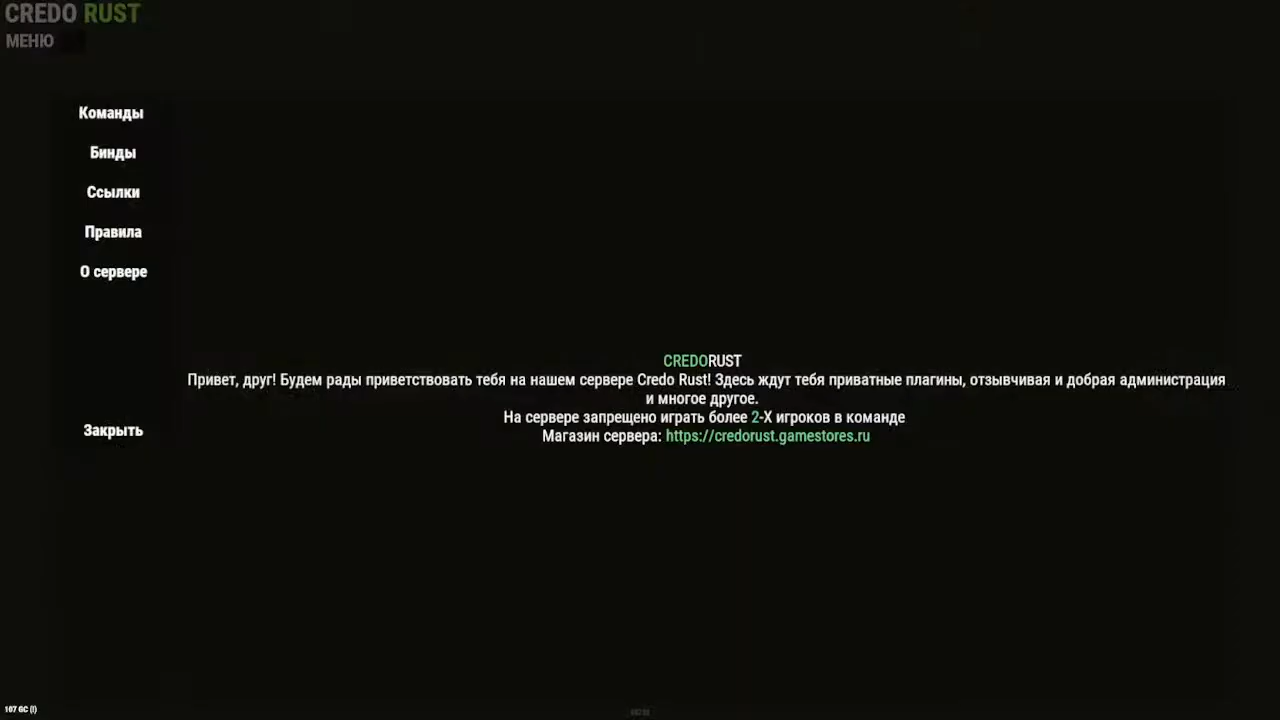 CREDO RUST
МЕНЮ
Команды
Бинды
Ссылки
Правила
О сервере
Закрыть
CREDORUST
Привет, друг! Будем рады приветствовать тебя на нашем сервере Credo Rust! Здесь ждут тебя приватные плагины, отзывчивая и добрая администрация
и многое другое.
На сервере запрещено играть более 2-Х игроков в команде
Магазин сервера: https://credorust.gamestores.ru
107 GC (!)